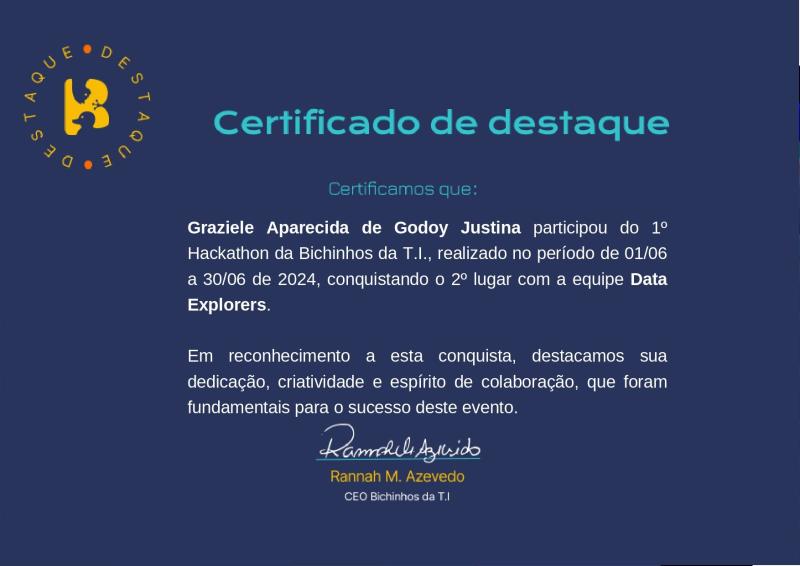 DESTAQUE • DESTAQUE •
Certificado de destaque
Certificamos que:
Graziele Aparecida de Godoy Justina participou do 1º
Hackathon da Bichinhos da T.I., realizado no período de 01/06
a 30/06 de 2024, conquistando o 2º lugar com a equipe Data
Explorers.
Em reconhecimento a esta conquista, destacamos sua
dedicação, criatividade e espírito de colaboração, que foram
fundamentais para o sucesso deste evento.
Rannah M. Azevedo
CEO Bichinhos da T.I